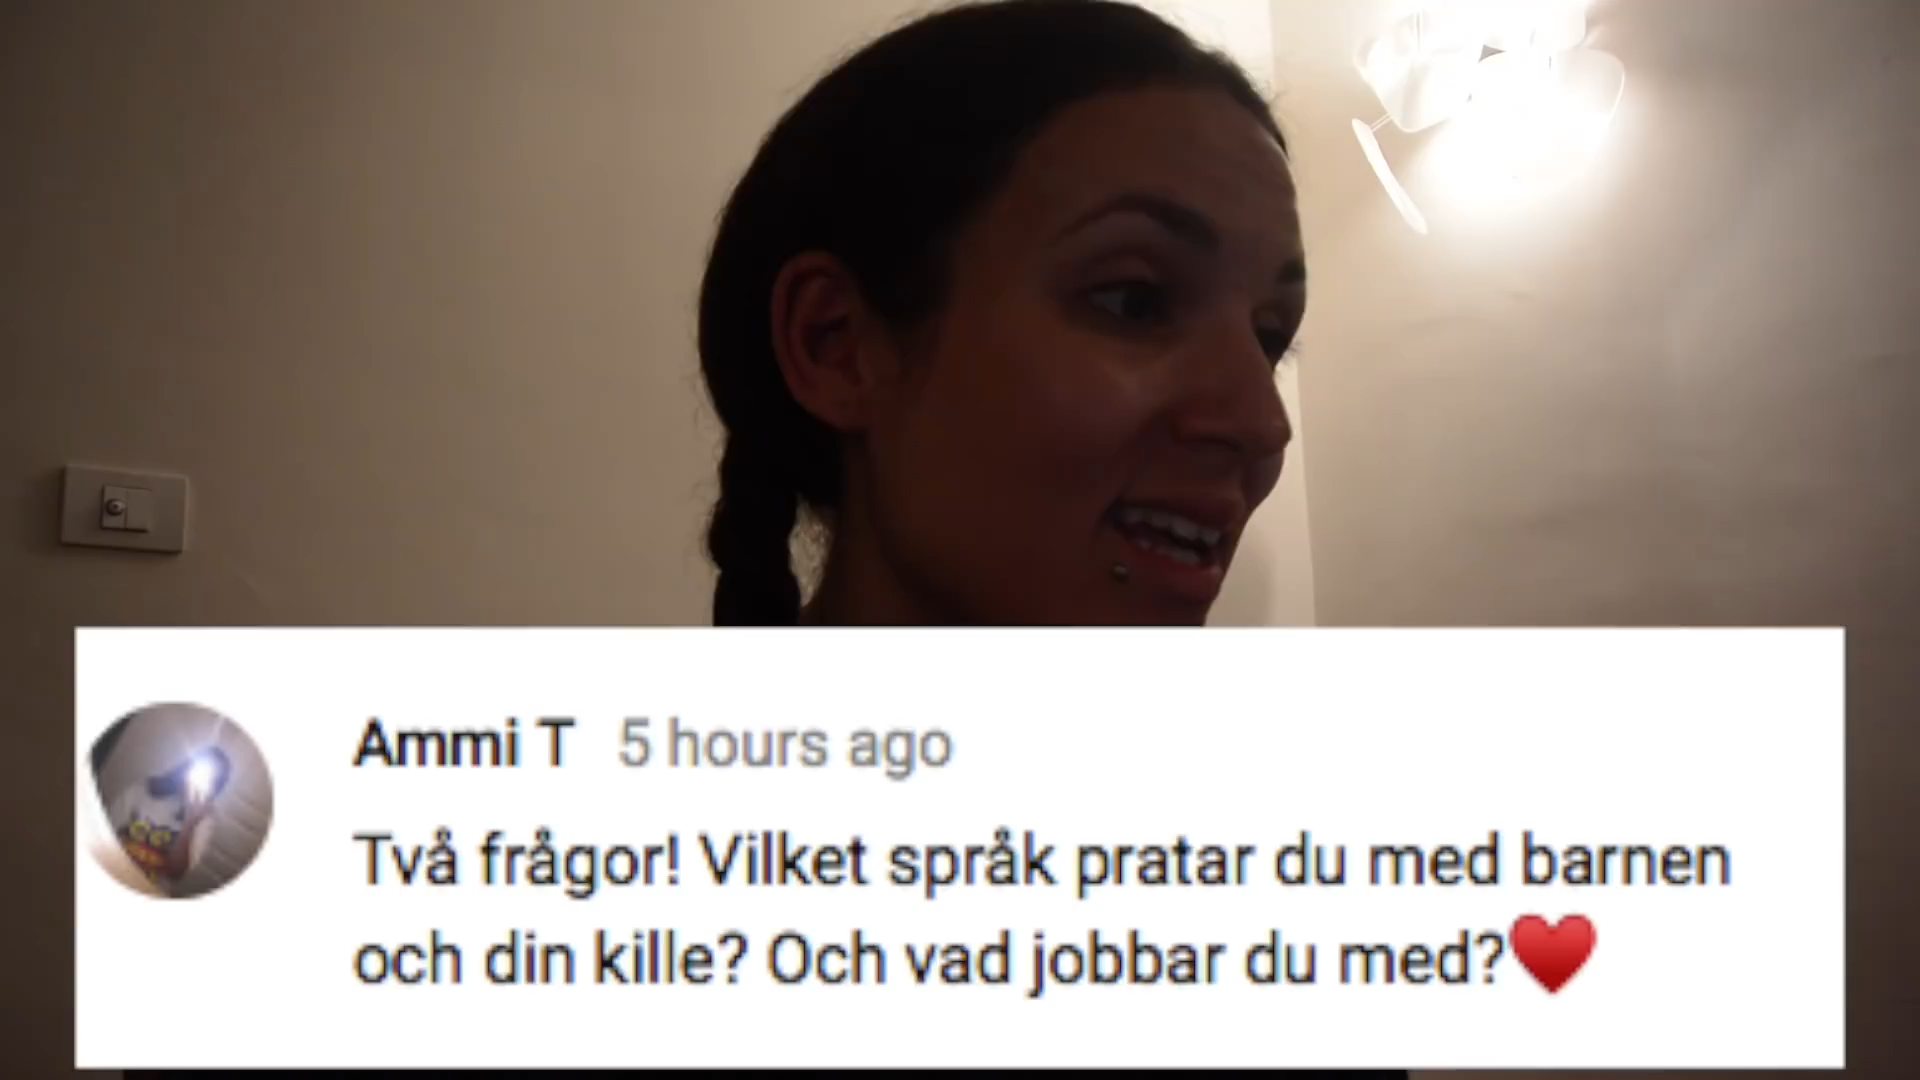 Ammi T 5 hours ago
Två frågor! Vilket språk pratar du med barnen
och din kille? Och vad jobbar du med?❤️